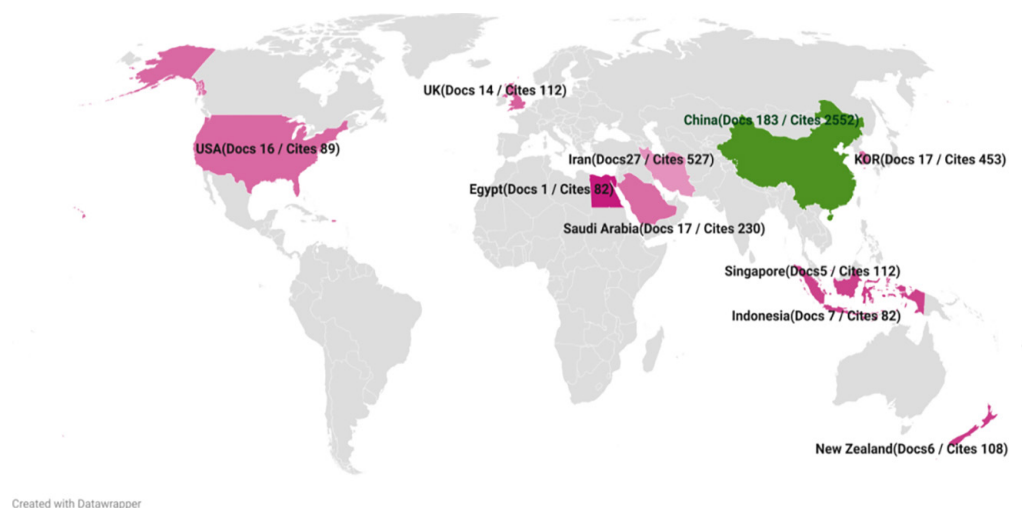 UK(Docs 14 / Cites 112)
China(Docs 183 / Cites 2552)
USA(Docs 16 / Cites 89)
Iran(Docs27 / Cites 527)
KOR(Docs 17 / Cites 453)
Egypt(Docs 1 / Cites 82)
Saudi Arabia(Docs 17 / Cites 230)
Singapore(Docs5 / Cites 112)
Indonesia(Docs 7 / Cites 82)
New Zealand(Docs6 / Cites 108)
Created with Datawrapper